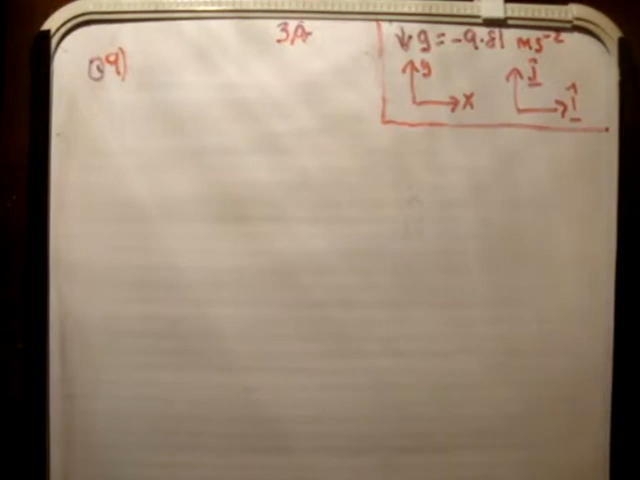 3A
Q9)
↓g = -9.81 ms⁻²
y ĵ
x î